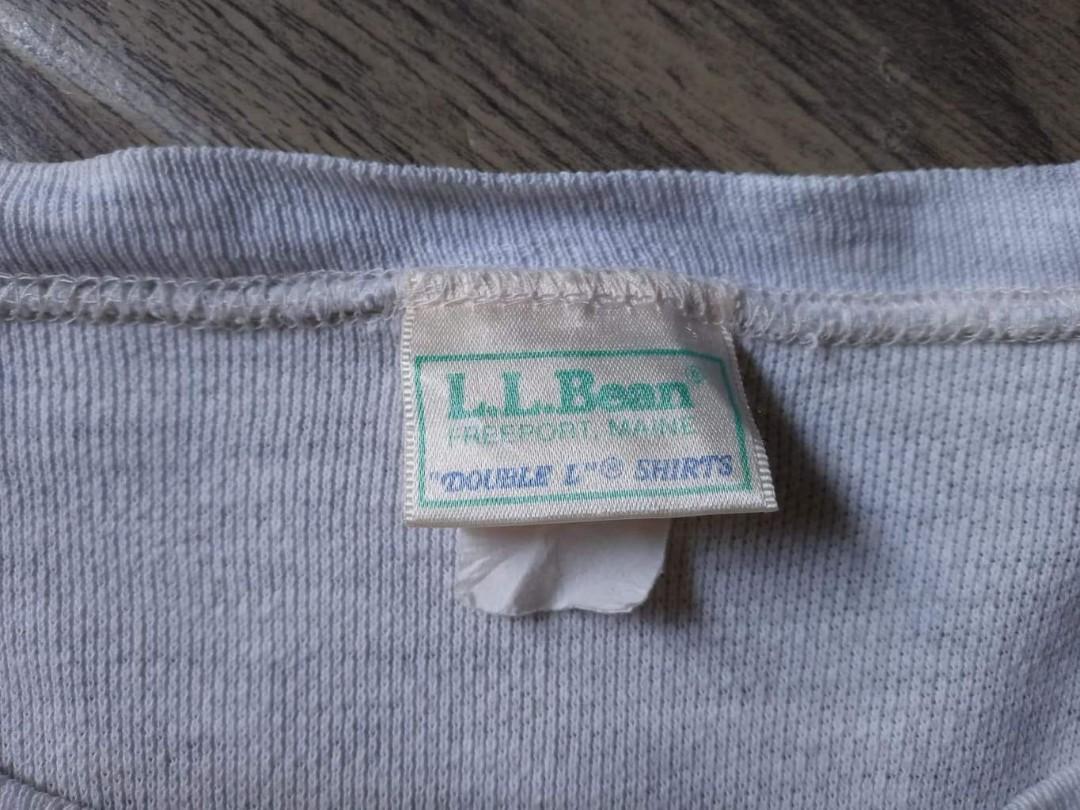 L.L.Bean®
FREEPORT, MAINE
"DOUBLE L"® SHIRTS